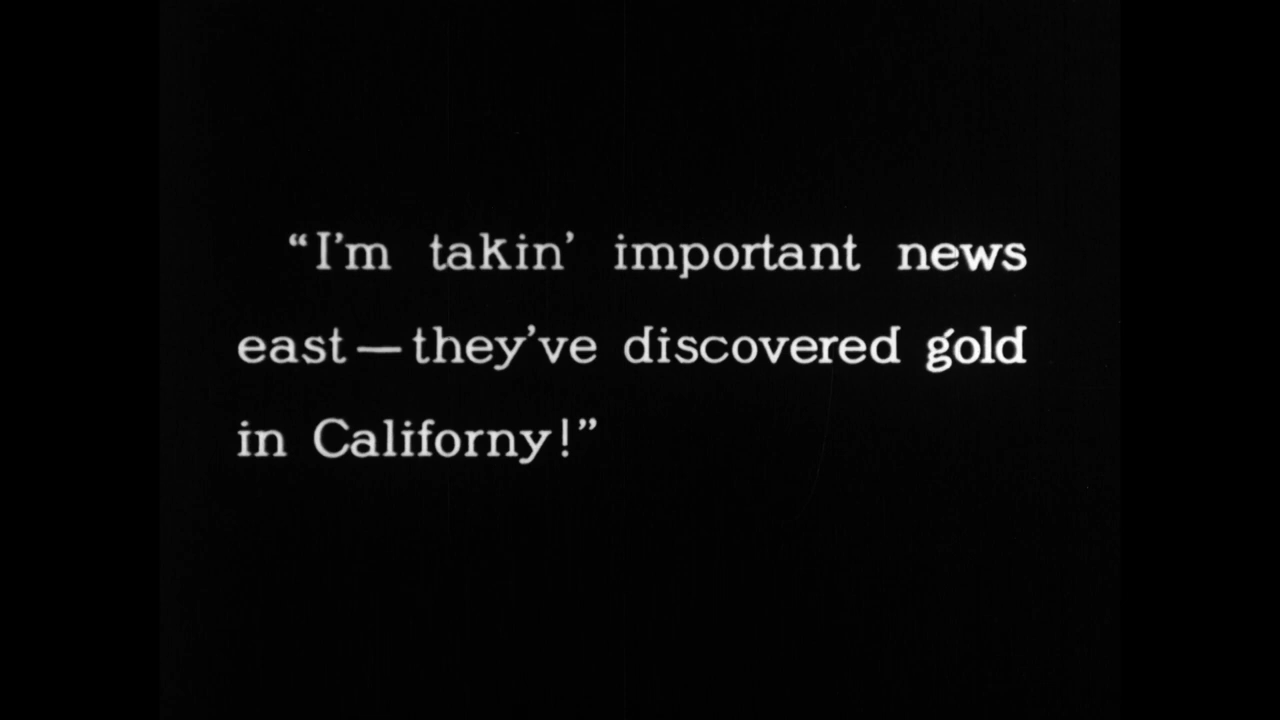 “I’m takin’ important news
east—they’ve discovered gold
in Californy!”